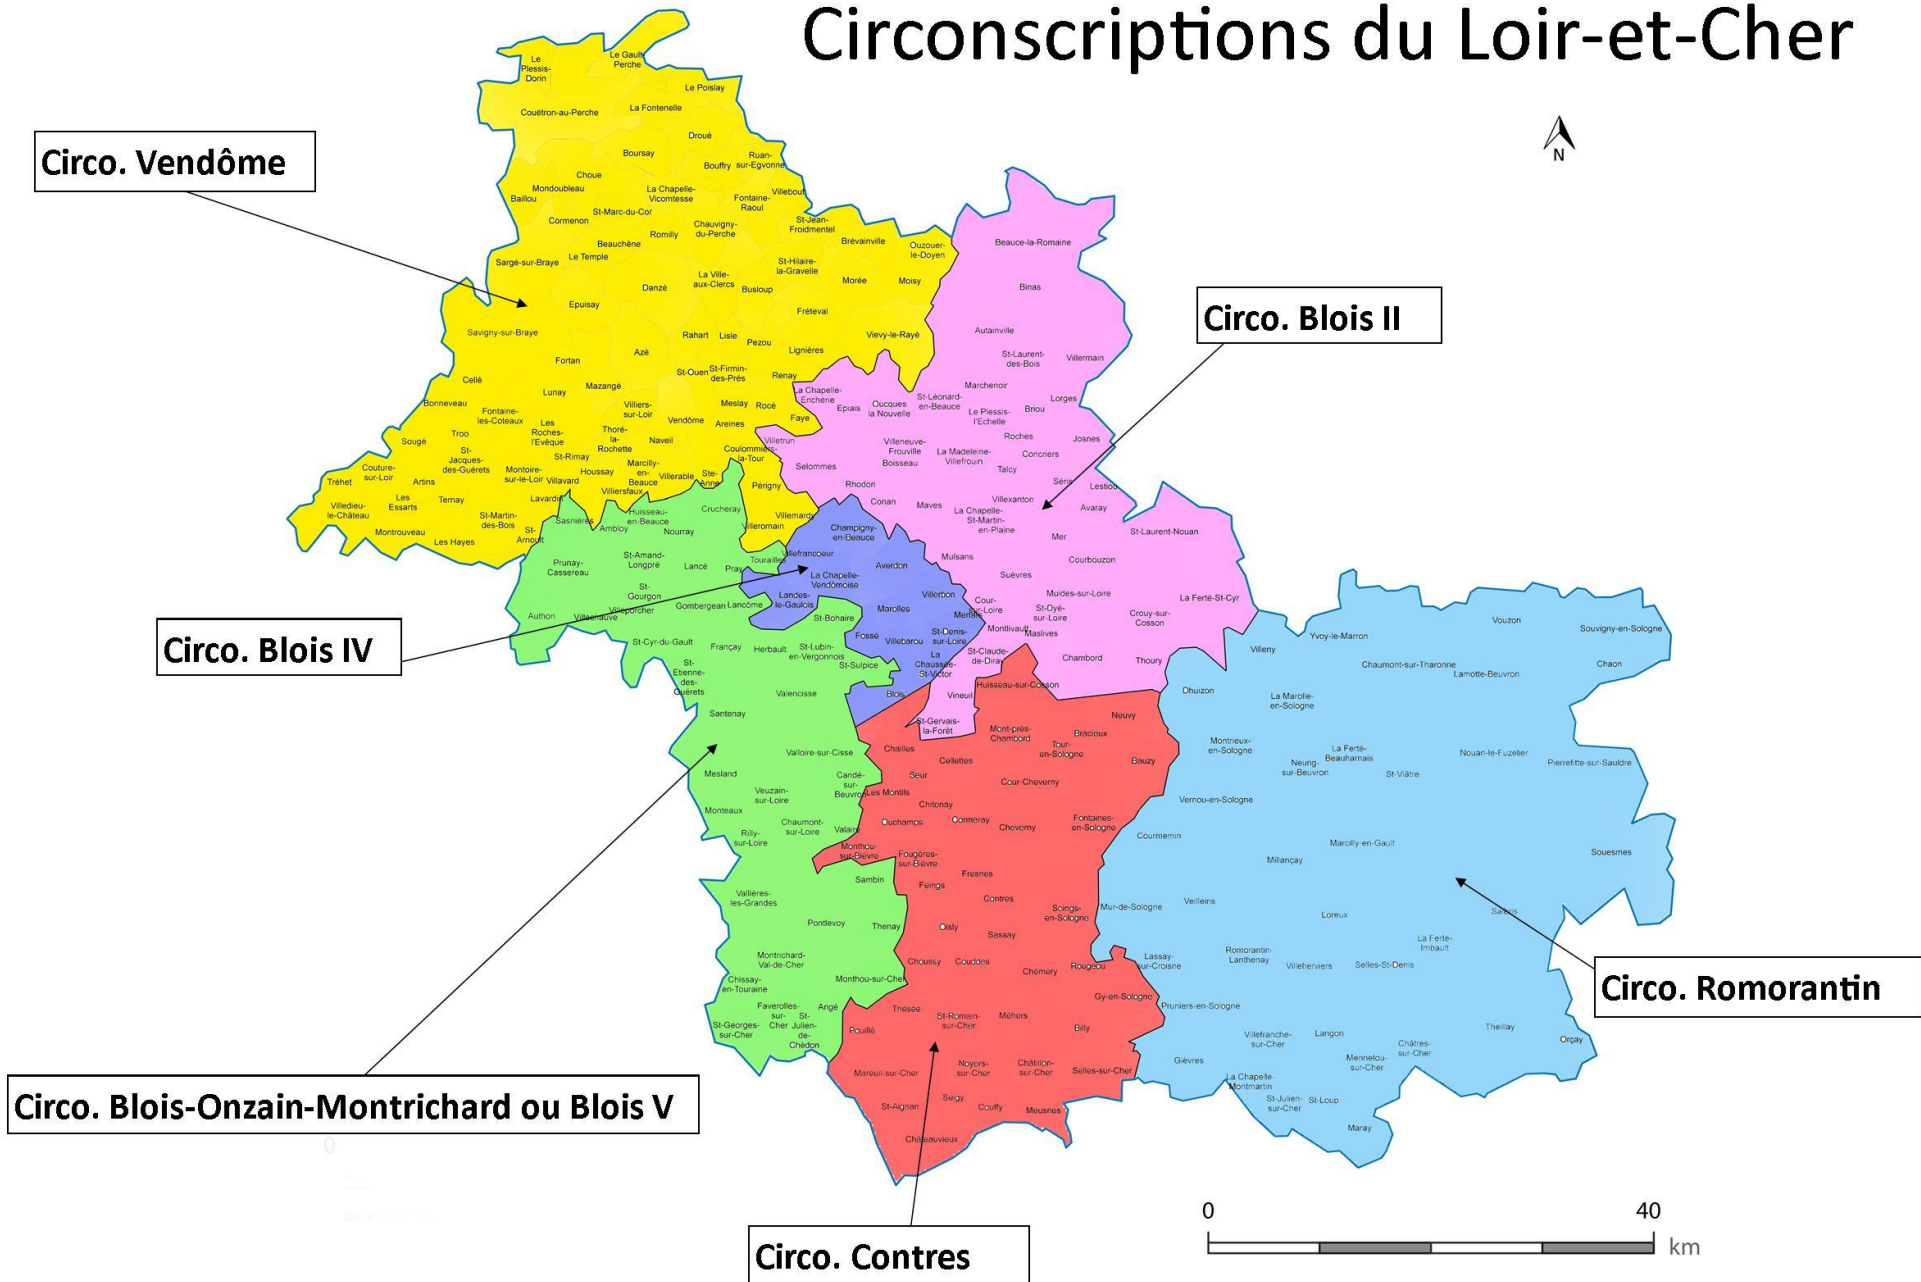 Circonscriptions du Loir-et-Cher
N
Circo. Vendôme
Circo. Blois II
Circo. Blois IV
Circo. Romorantin
Circo. Blois-Onzain-Montrichard ou Blois V
Circo. Contres
0
40
km
Le
Plessis-
Dorin
Le Gault
Perche
Le Poislay
Couëtron-au-Perche
La Fontenelle
Droué
Boursay
Bouffry
Ruan-
sur-Egvonne
Choue
Mondoubleau
Baillou
La Chapelle-
Vicomtesse
Fontaine-
Raoul
Villebout
St-Marc-du-Cor
Cormenon
Romilly
Chauvigny-
du-Perche
St-Jean-
Froidmentel
Beauchêne
Brévainville
Ouzouer-
le-Doyen
Sargé-sur-Braye
Le Temple
St-Hilaire-
la-Gravelle
La Ville-
aux-Clercs
Danzé
Busloup
Morée
Moisy
Epuisay
Fréteval
Savigny-sur-Braye
Rahart
Lisle
Pezou
Vievy-le-Rayé
Azé
Lignières
Fortan
St-Ouen
St-Firmin-
des-Prés
Renay
Cellé
Lunay
Mazangé
Bonneveau
Fontaine-
les-Coteaux
Villiers-
sur-Loir
Vendôme
Meslay
Rocé
Areines
Faye
Les
Roches-
l'Evêque
Thoré-
la-
Rochette
Naveil
Troo
Sougé
Coulommiers-
la-Tour
St-
Jacques-
des-Guérets
St-Rimay
Couture-
sur-Loir
Tréhet
Artins
Montoire-
sur-le-Loir
Villavard
Houssay
Marcilly-
en-
Beauce
Villerable
Ste-
Anne
Périgny
Villiersfaux
Les
Essarts
Ternay
Lavardin
Villedieu-
le-Château
St-Martin-
des-Bois
Montrouveau
Les Hayes
St-
Arnoult
Villemardy
Villeromain
Beauce-la-Romaine
Binas
Autainville
St-Laurent-
des-Bois
Villermain
Marchenoir
La Chapelle-
Enchérie
Epiais
Oucques
la Nouvelle
St-Léonard-
en-Beauce
Le Plessis-
l'Echelle
Briou
Lorges
Villetrun
Selommes
Villeneuve-
Frouville
Boisseau
La Madeleine-
Villefrouin
Roches
Concriers
Josnes
Talcy
Rhodon
Conan
Maves
Villexanton
Séris
Lestiou
Avaray
La Chapelle-
St-Martin-
en-Plaine
Mer
St-Laurent-Nouan
Mulsans
Courbouzon
Suèvres
Muides-sur-Loire
La Ferté-St-Cyr
Cour-
sur-Loire
St-Dyé-
sur-Loire
Crouy-sur-
Cosson
Montlivault
Maslives
St-Claude-
de-Diray
Chambord
Thoury
Vineuil
St-Gervais-
la-Forêt
Champigny-
en-Beauce
Villefrancoeur
Averdon
La Chapelle-
Vendômoise
Landes-
le-Gaulois
Villerbon
Marolles
Menars
Fossé
Villebarou
St-Denis-
sur-Loire
La
Chaussée-
St-Victor
Blois
Sasnières
Ambloy
Huisseau-
en-Beauce
Crucheray
Nourray
Prunay-
Cassereau
St-Amand-
Longpré
Lancé
Pray
Tourailles
St-
Gourgon
Authon
Villechauve
Villeporcher
Gombergean
Lancôme
St-Bohaire
St-Cyr-du-Gault
Françay
Herbault
St-Lubin-
en-Vergonnois
St-Sulpice
St-
Etienne-
des-
Guérets
Valencisse
Santenay
Valloire-sur-Cisse
Mesland
Candé-
sur-
Beuvron
Veuzain-
sur-Loire
Monteaux
Rilly-
sur-Loire
Chaumont-
sur-Loire
Valaire
Sambin
Vallières-
les-Grandes
Pontlevoy
Thenay
Montrichard-
Val-de-Cher
Chissay-
en-Touraine
Monthou-sur-Cher
Faverolles-
sur-
Cher
Angé
St-Georges-
sur-Cher
St-
Julien-
de-
Chédon
Huisseau-sur-Cosson
Neuvy
Mont-près-
Chambord
Bracieux
Tour-
en-Sologne
Chailles
Cellettes
Bauzy
Seur
Cour-Cheverny
Les Montils
Chitenay
Ouchamps
Cormeray
Cheverny
Fontaines-
en-Sologne
Monthou-
sur-Bièvre
Fougères-
sur-Bièvre
Feings
Fresnes
Contres
Soings-
en-Sologne
Oisly
Sassay
Choussy
Couddes
Chémery
Rougeou
Gy-en-Sologne
Thésée
St-Romain-
sur-Cher
Méhers
Billy
Pouillé
Mareuil-sur-Cher
Noyers-
sur-Cher
Châtillon-
sur-Cher
Selles-sur-Cher
St-Aignan
Seigy
Couffy
Meusnes
Châteauvieux
Yvoy-le-Marron
Vouzon
Souvigny-en-Sologne
Villeny
Chaumont-sur-Tharonne
Lamotte-Beuvron
Chaon
Dhuizon
La Marolle-
en-Sologne
Montrieux-
en-Sologne
La Ferté-
Beauharnais
Neung-
sur-Beuvron
St-Viâtre
Nouan-le-Fuzelier
Pierrefitte-sur-Sauldre
Vernou-en-Sologne
Courmemin
Marcilly-en-Gault
Millançay
Souesmes
Mur-de-Sologne
Veilleins
Loreux
Salbris
La Ferté-
Imbault
Lassay-
sur-Croisne
Romorantin-
Lanthenay
Villeherviers
Selles-St-Denis
Pruniers-en-Sologne
Villefranche-
sur-Cher
Langon
Theillay
Orçay
Gièvres
Mennetou-
sur-Cher
Châtres-
sur-Cher
La Chapelle-
Montmartin
St-Julien-
sur-Cher
St-Loup
Maray
0